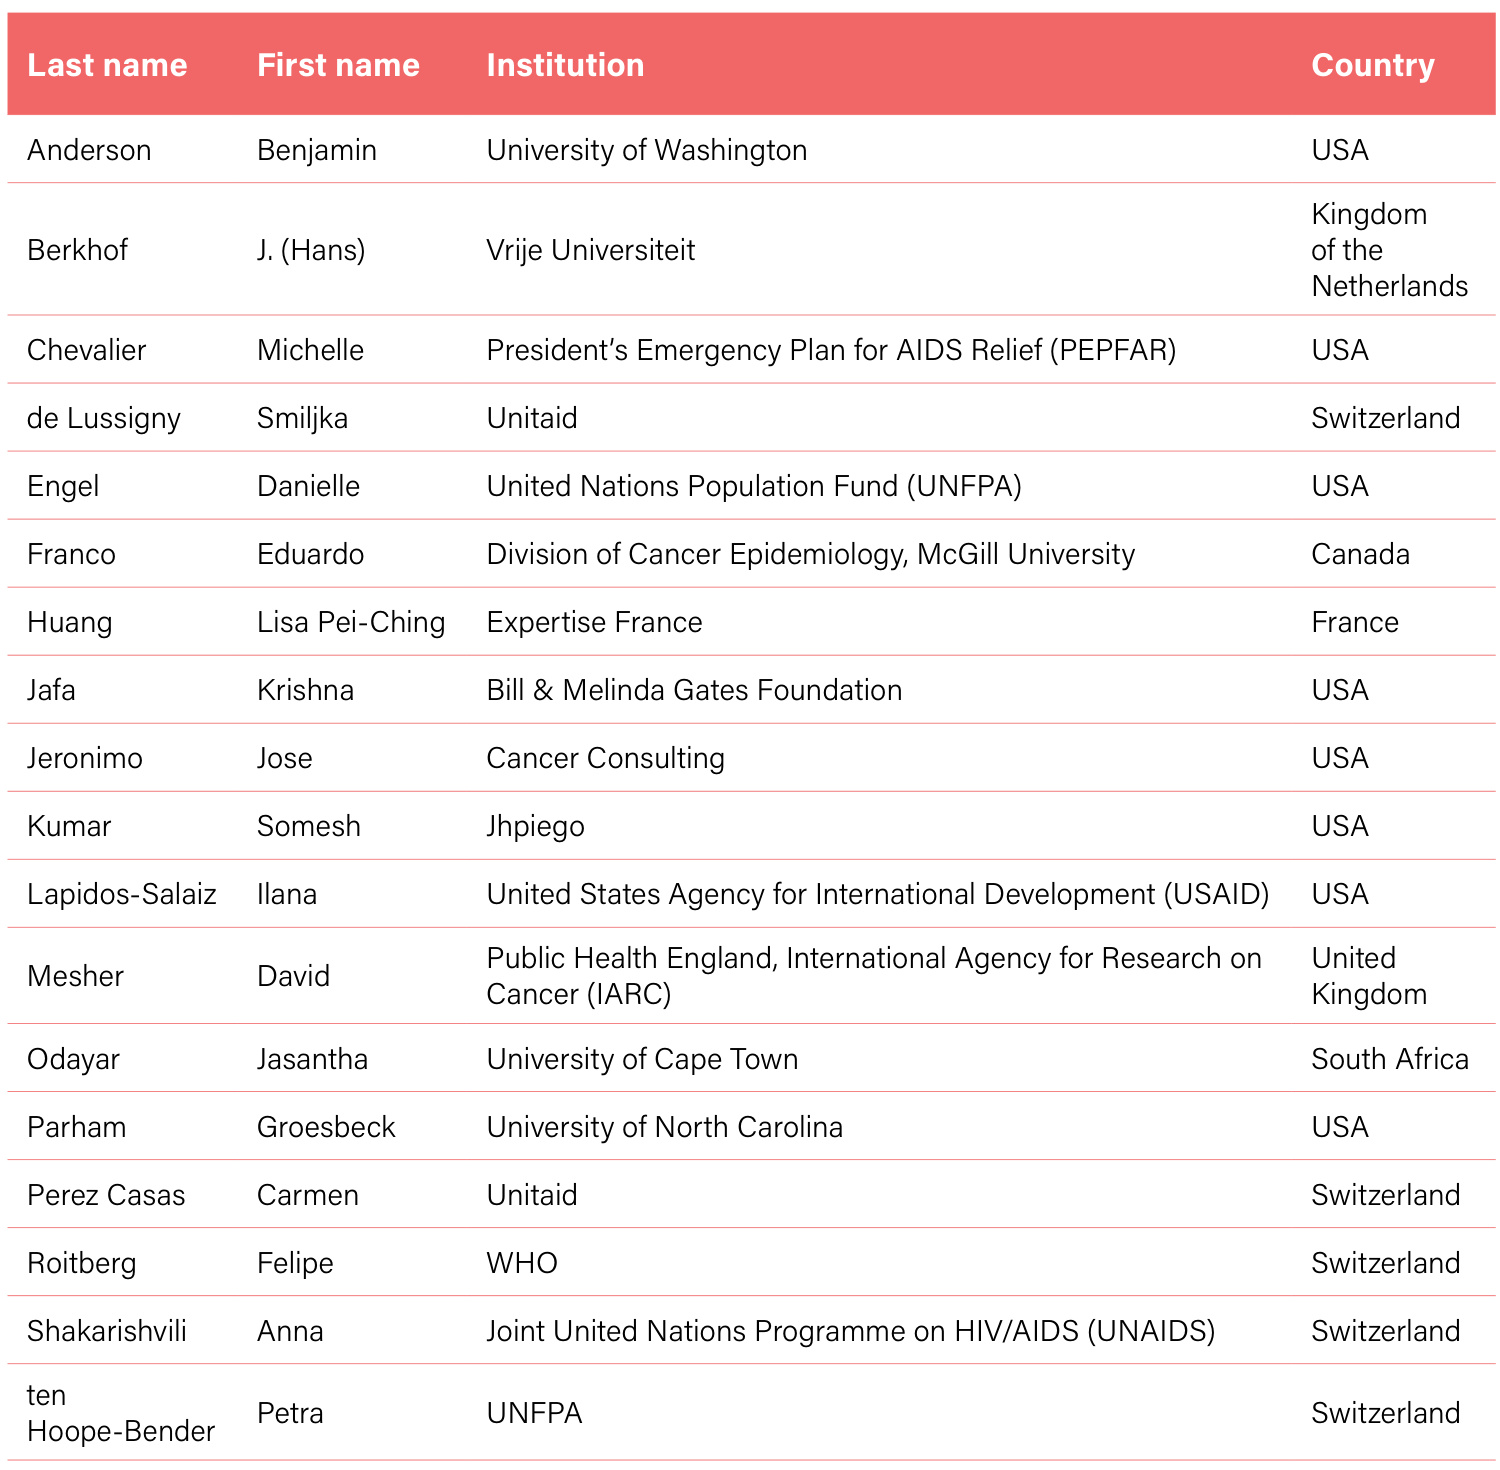 Last name First name Institution Country
Anderson Benjamin University of Washington USA
Berkhof J. (Hans) Vrije Universiteit Kingdom
of the
Netherlands
Chevalier Michelle President’s Emergency Plan for AIDS Relief (PEPFAR) USA
de Lussigny Smiljka Unitaid Switzerland
Engel Danielle United Nations Population Fund (UNFPA) USA
Franco Eduardo Division of Cancer Epidemiology, McGill University Canada
Huang Lisa Pei-Ching Expertise France France
Jafa Krishna Bill & Melinda Gates Foundation USA
Jeronimo Jose Cancer Consulting USA
Kumar Somesh Jhpiego USA
Lapidos-Salaiz Ilana United States Agency for International Development (USAID) USA
Mesher David Public Health England, International Agency for Research on
Cancer (IARC) United
Kingdom
Odayar Jasantha University of Cape Town South Africa
Parham Groesbeck University of North Carolina USA
Perez Casas Carmen Unitaid Switzerland
Roitberg Felipe WHO Switzerland
Shakarishvili Anna Joint United Nations Programme on HIV/AIDS (UNAIDS) Switzerland
ten
Hoope-Bender Petra UNFPA Switzerland